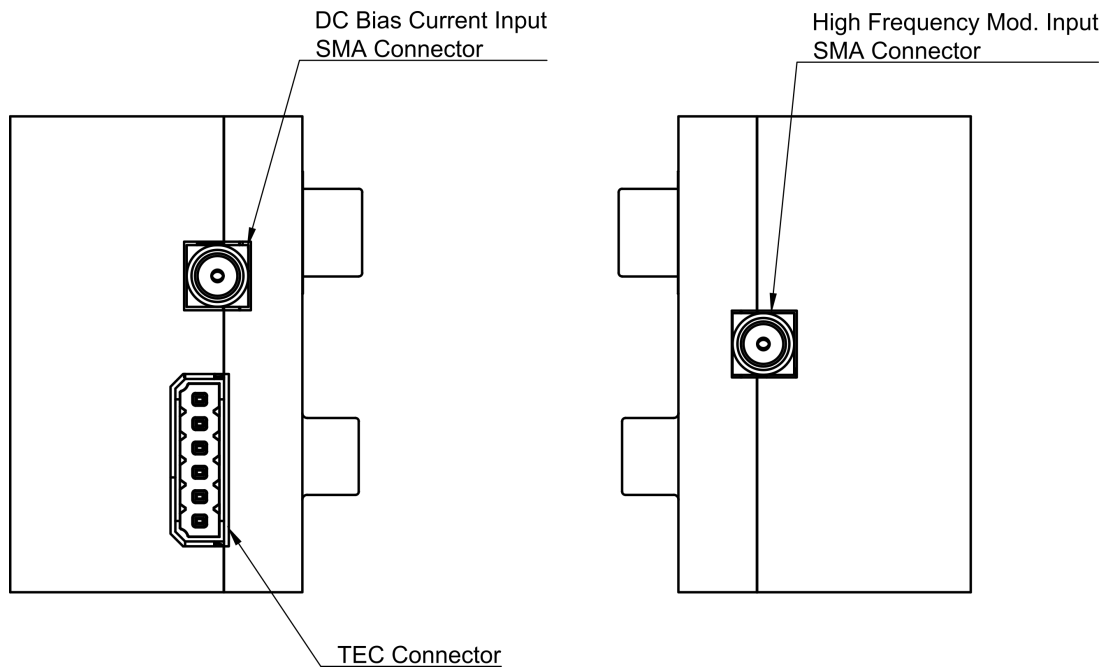 DC Bias Current Input
SMA Connector
High Frequency Mod. Input
SMA Connector
TEC Connector